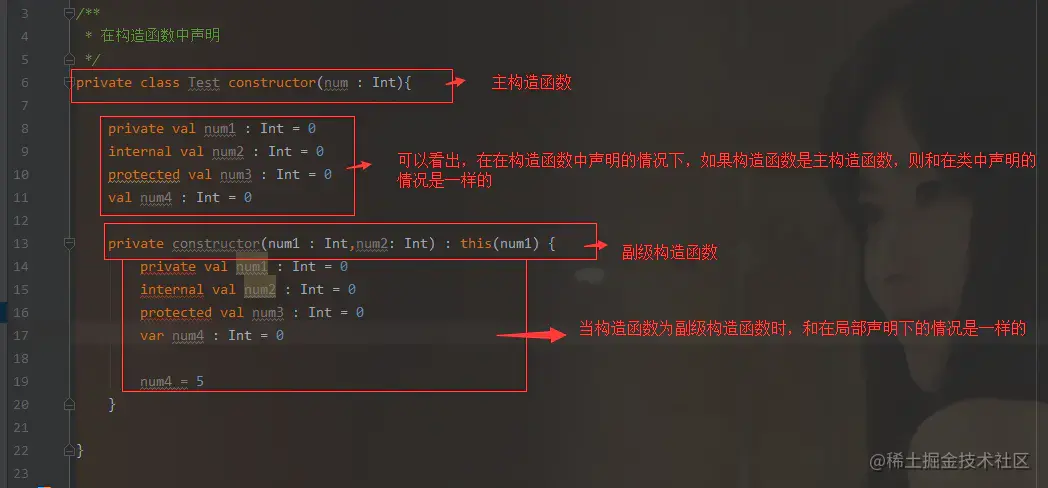 3 /**
4 * 在构造函数中声明
5 */
6 private class Test constructor(num : Int){
主构造函数
7
8 private val num1 : Int = 0
9 internal val num2 : Int = 0
10 protected val num3 : Int = 0
11 val num4 : Int = 0
可以看出，在在构造函数中声明的情况下，如果构造函数是主构造函数，则和在类中声明的
情况是一样的
12
13 private constructor(num1 : Int,num2: Int) : this(num1) {
副级构造函数
14 private val num1 : Int = 0
15 internal val num2 : Int = 0
16 protected val num3 : Int = 0
17 var num4 : Int = 0
当构造函数为副级构造函数时，和在局部声明下的情况是一样的
18
19 num4 = 5
20 }
21
22 }
23
@稀土掘金技术社区